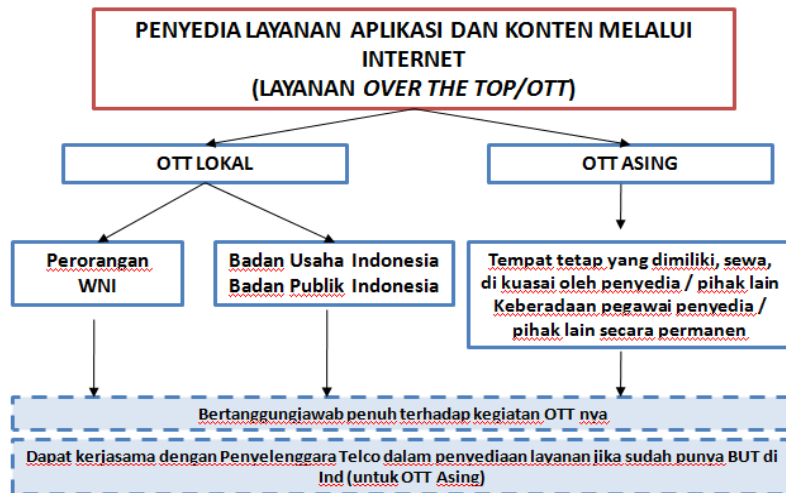 PENYEDIA LAYANAN APLIKASI DAN KONTEN MELALUI
INTERNET
(LAYANAN OVER THE TOP/OTT)
OTT LOKAL
OTT ASING
Perorangan
WNI
Badan Usaha Indonesia
Badan Publik Indonesia
Tempat tetap yang dimiliki, sewa,
di kuasai oleh penyedia / pihak lain
Keberadaan pegawai penyedia /
pihak lain secara permanen
Bertanggungjawab penuh terhadap kegiatan OTT nya
Dapat kerjasama dengan Penyelenggara Telco dalam penyediaan layanan jika sudah punya BUT di
Ind (untuk OTT Asing)